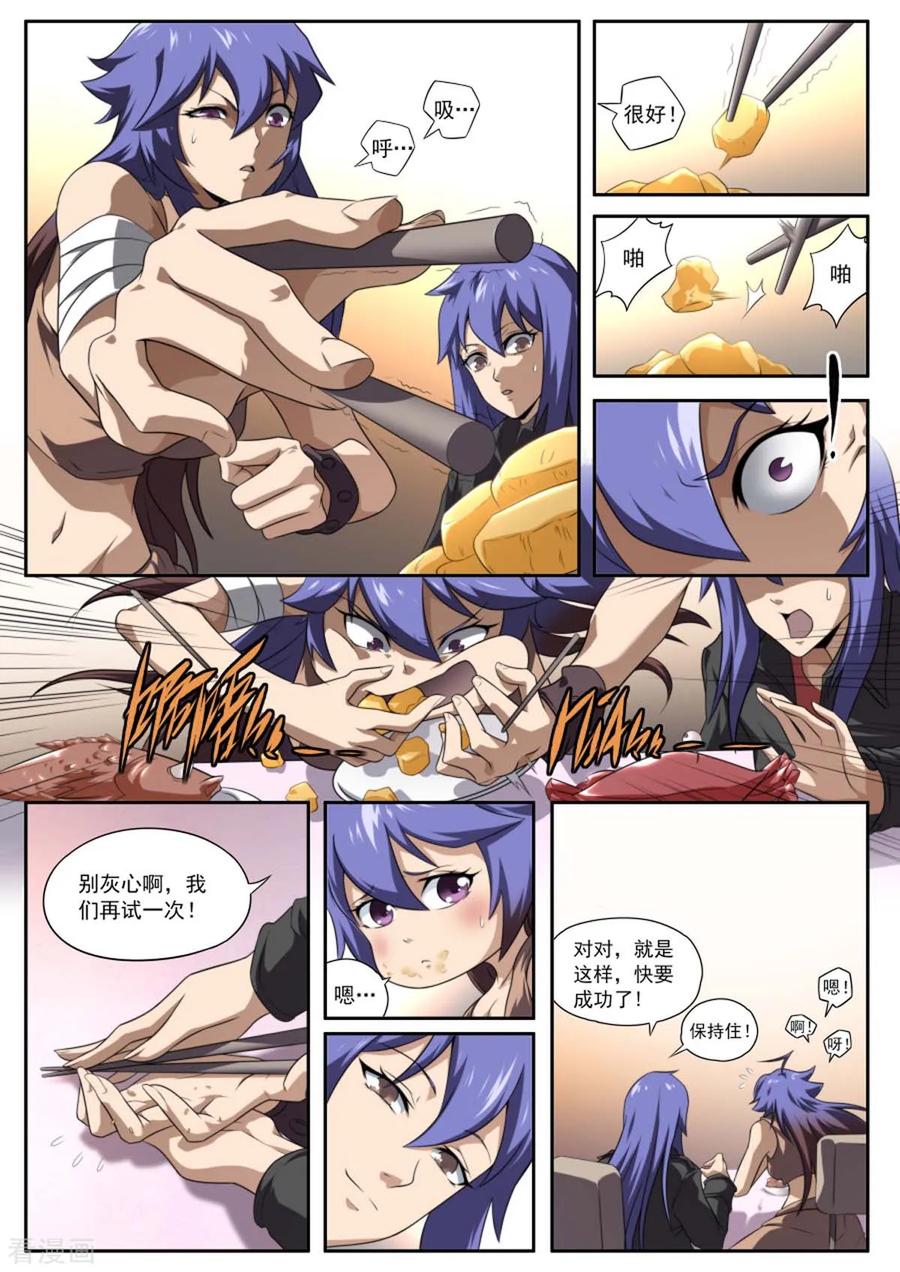 吸…
呼…
很好！
啪
啪
！
别灰心啊，我
们再试一次！
嗯…
对对，就是
这样，快要
成功了！
保持住！
嗯！
啊！
呀！
看漫画